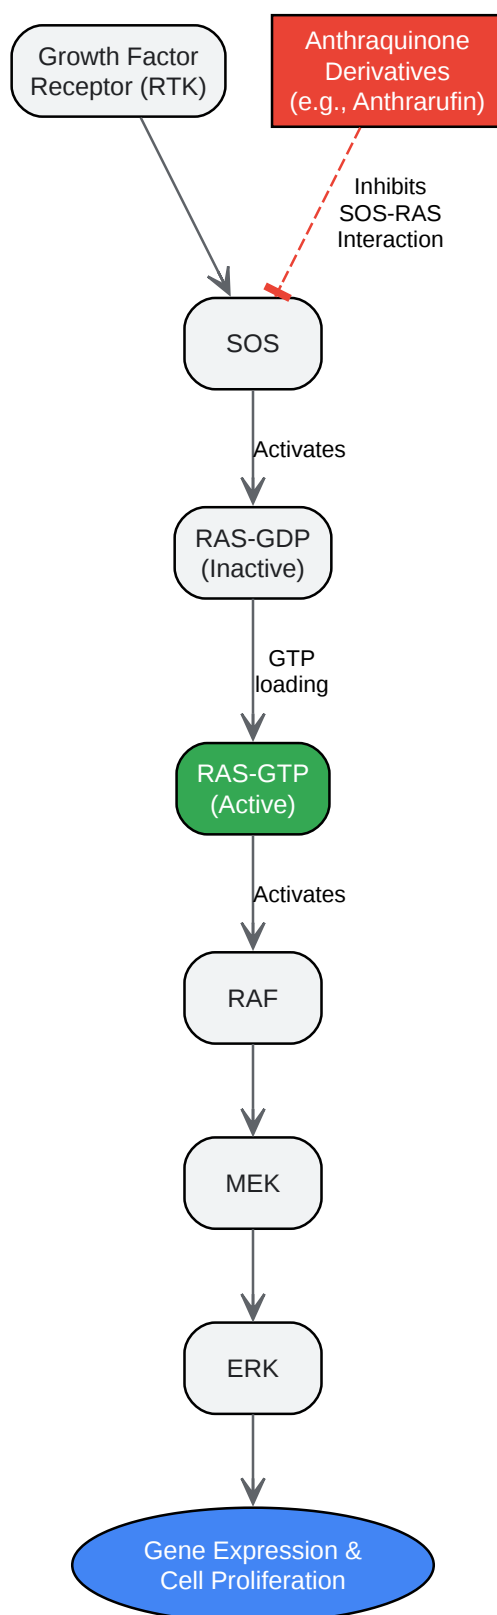 Growth Factor
Receptor (RTK)
Anthraquinone
Derivatives
(e.g., Anthrarufin)
Inhibits
SOS-RAS
Interaction
SOS
Activates
RAS-GDP
(Inactive)
GTP
loading
RAS-GTP
(Active)
Activates
RAF
MEK
ERK
Gene Expression &
Cell Proliferation